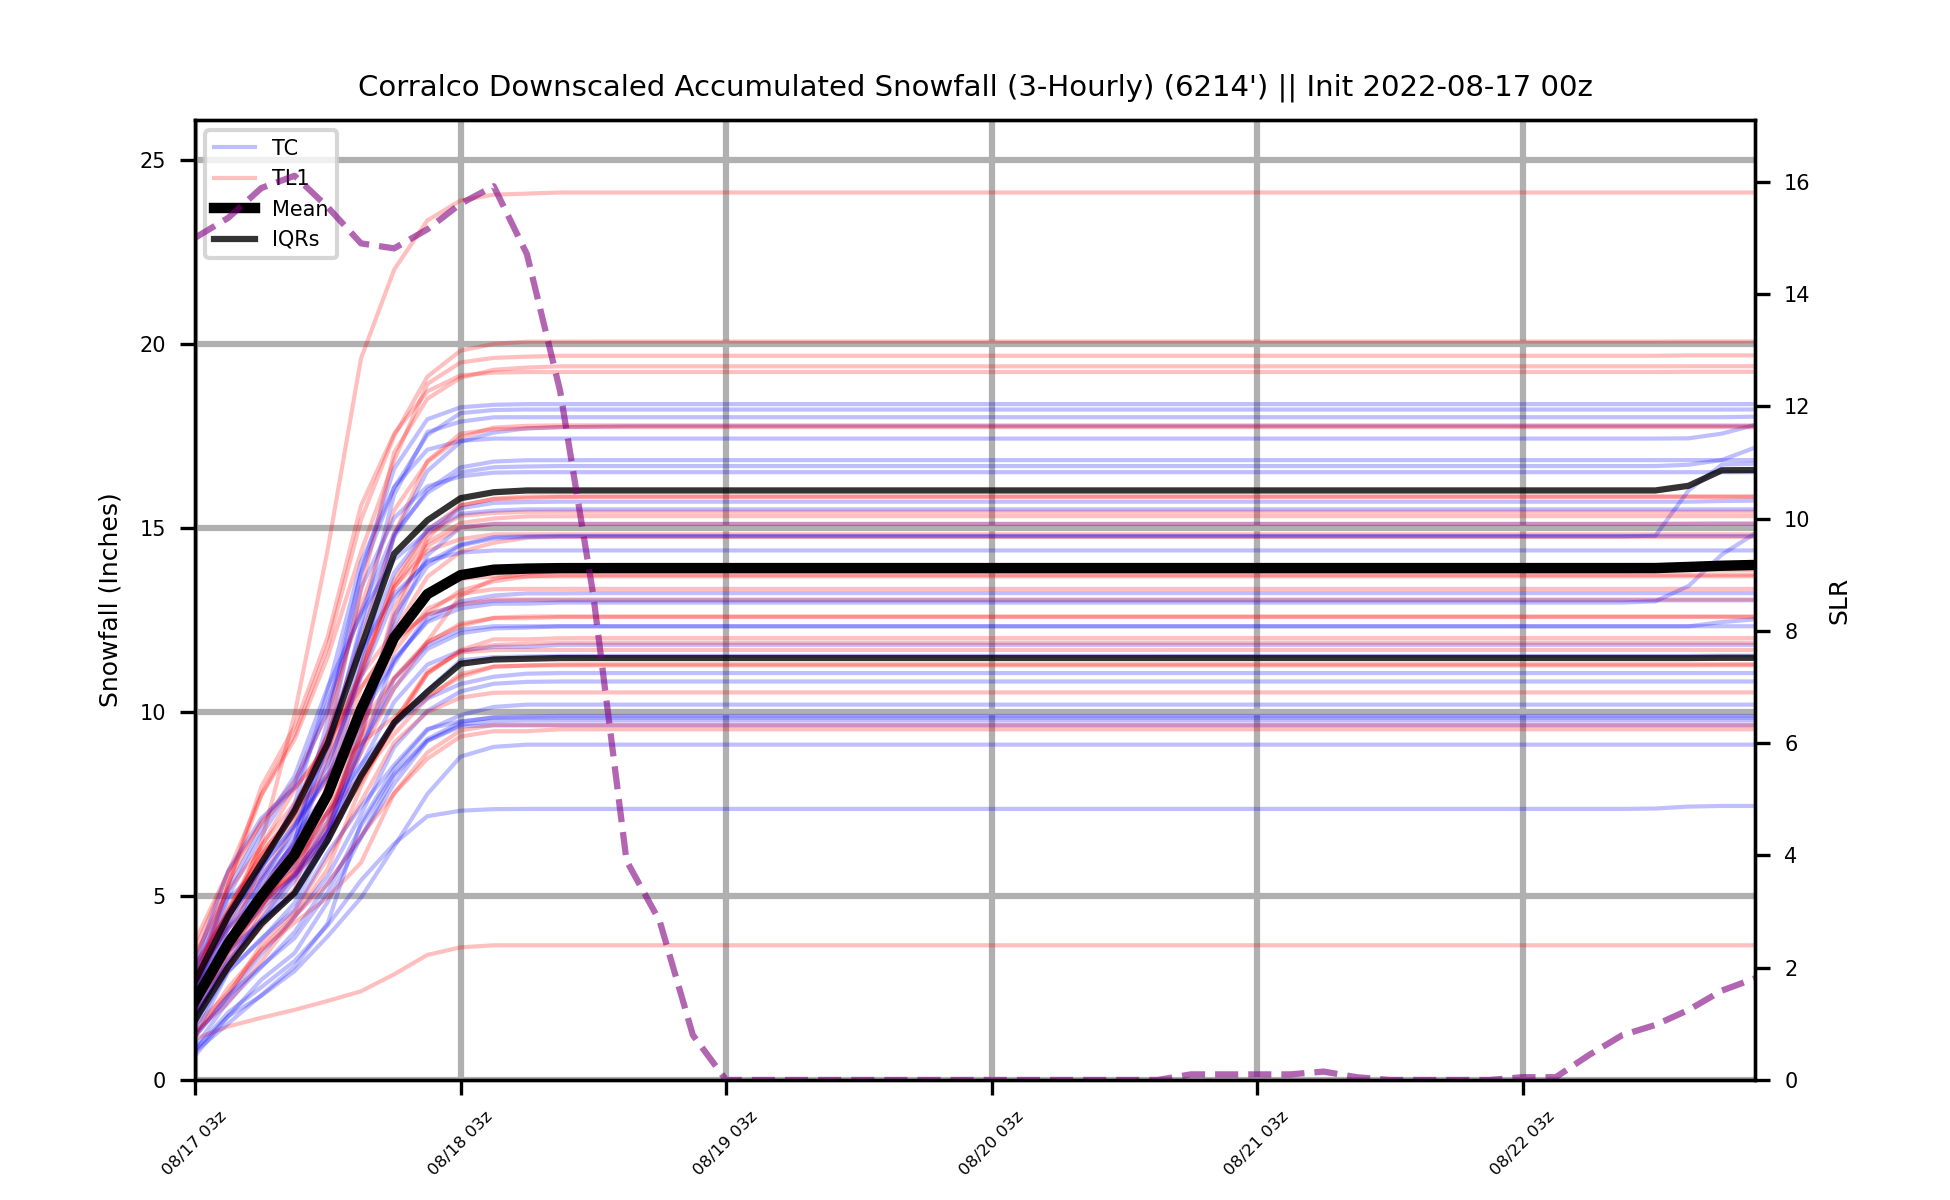 Corralco Downscaled Accumulated Snowfall (3-Hourly) (6214') || Init 2022-08-17 00z
TC
TL1
Mean
IQRs
25
20
15
10
5
0
Snowfall (Inches)
16
14
12
10
8
6
4
2
0
SLR
08/17 03z
08/18 03z
08/19 03z
08/20 03z
08/21 03z
08/22 03z